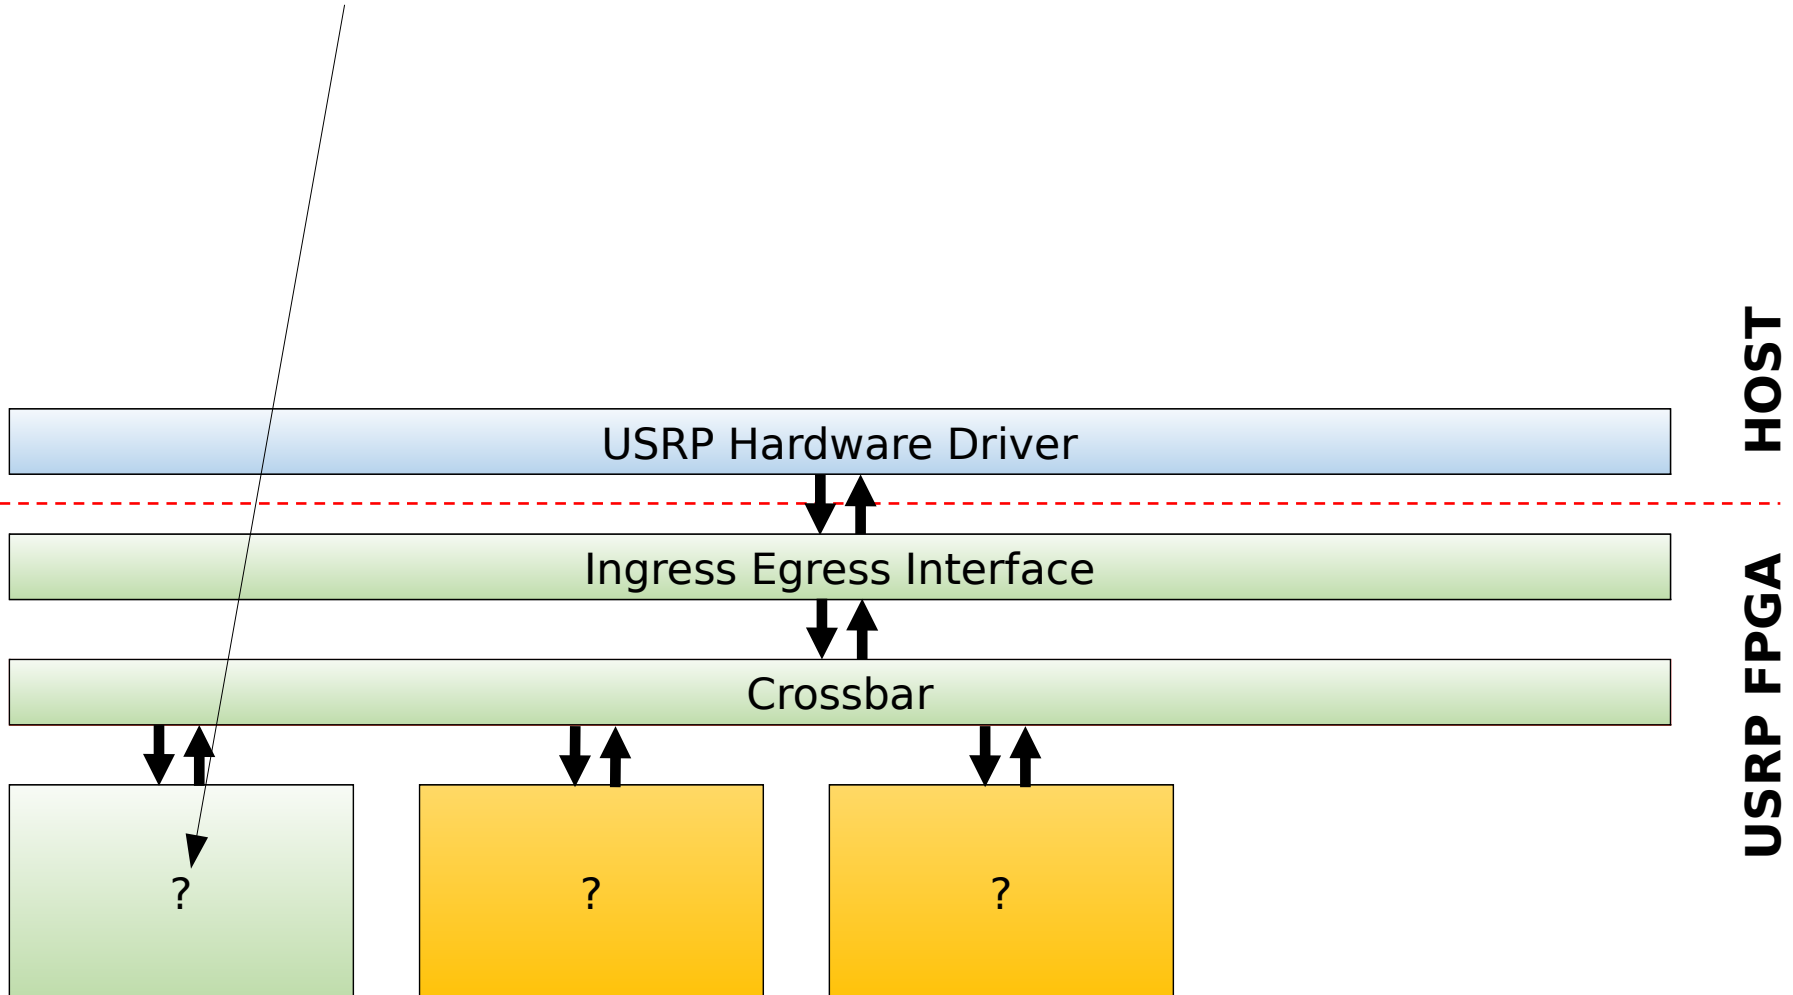 HOST
USRP Hardware Driver
Ingress Egress Interface
USRP FPGA
Crossbar
?
?
?